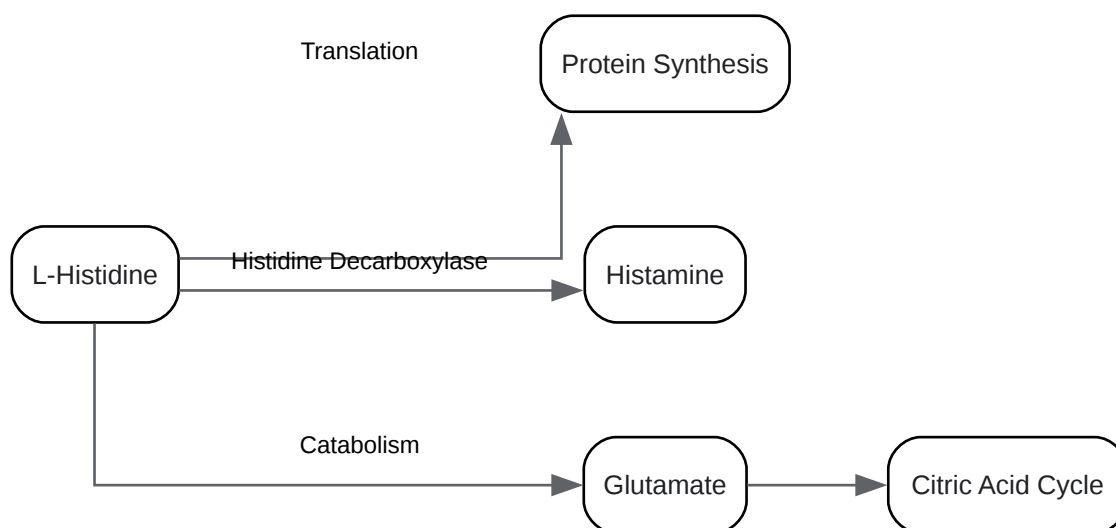 Translation
Protein Synthesis
L-Histidine
Histidine Decarboxylase
Histamine
Catabolism
Glutamate
Citric Acid Cycle